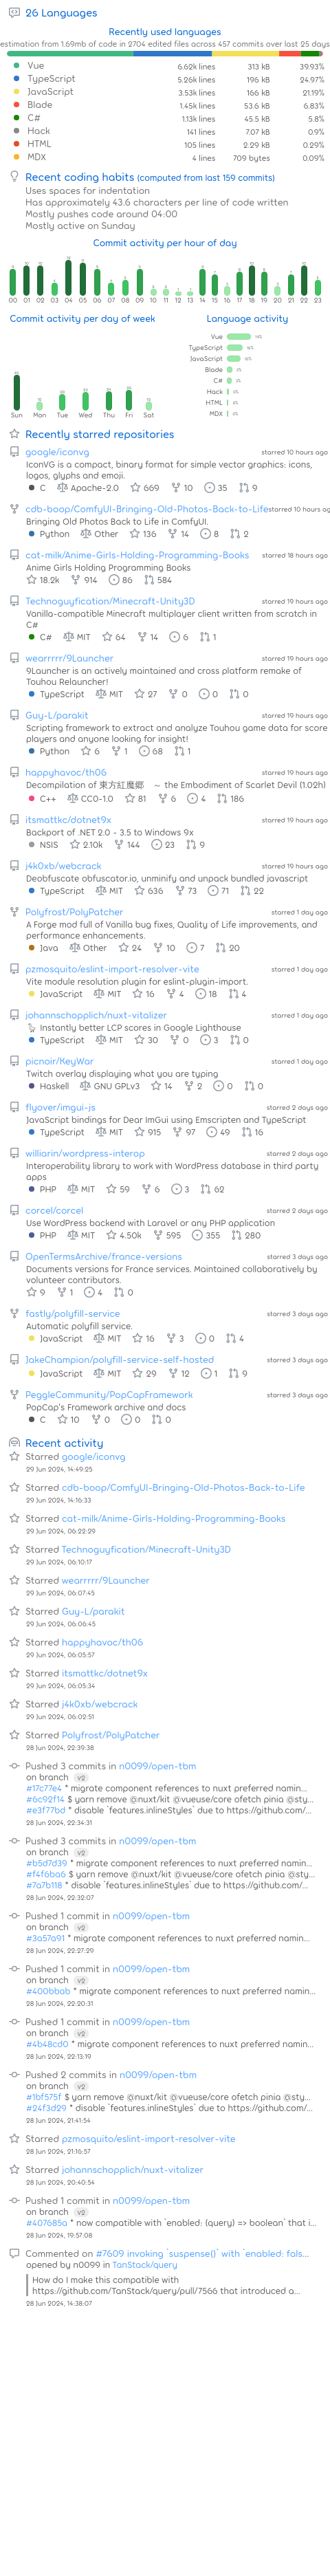 26 Languages
Recently used languages
estimation from 1.69mb of code in 2704 edited files across 457 commits over last 25 days
Vue 6.62k lines 313 kB 39.93%
TypeScript 5.26k lines 196 kB 24.97%
JavaScript 3.53k lines 166 kB 21.19%
Blade 1.45k lines 53.6 kB 6.83%
C# 1.13k lines 45.5 kB 5.8%
Hack 141 lines 7.07 kB 0.9%
HTML 105 lines 2.29 kB 0.29%
MDX 4 lines 709 bytes 0.09%
Recent coding habits (computed from last 159 commits)
Uses spaces for indentation
Has approximately 43.6 characters per line of code written
Mostly pushes code around 04:00
Mostly active on Sunday
Commit activity per hour of day
00 01 02 03 04 05 06 07 08 09 10 11 12 13 14 15 16 17 18 19 20 21 22 23
Commit activity per day of week
Language activity
Vue
TypeScript
JavaScript
Blade
C#
Hack
HTML
MDX
Sun Mon Tue Wed Thu Fri Sat
Recently starred repositories
google/iconvg starred 10 hours ago
IconVG is a compact, binary format for simple vector graphics: icons,
logos, glyphs and emoji.
C Apache-2.0 669 10 35 9
cdb-boop/ComfyUI-Bringing-Old-Photos-Back-to-Life starred 10 hours ag
Bringing Old Photos Back to Life in ComfyUI.
Python Other 136 14 8 2
cat-milk/Anime-Girls-Holding-Programming-Books starred 18 hours ago
Anime Girls Holding Programming Books
18.2k 914 86 584
Technoguyfication/Minecraft-Unity3D starred 19 hours ago
Vanilla-compatible Minecraft multiplayer client written from scratch in
C#
C# MIT 64 14 6 1
wearrrrr/9Launcher starred 19 hours ago
9Launcher is an actively maintained and cross platform remake of
Touhou Relauncher!
TypeScript MIT 27 0 0 0
Guy-L/parakit starred 19 hours ago
Scripting framework to extract and analyze Touhou game data for score
players and anyone looking for insight!
Python 6 1 68 1
happyhavoc/th06 starred 19 hours ago
Decompilation of 東方紅魔郷　～ the Embodiment of Scarlet Devil (1.02h)
C++ CC0-1.0 81 6 4 186
itsmattkc/dotnet9x starred 19 hours ago
Backport of .NET 2.0 - 3.5 to Windows 9x
NSIS 2.10k 144 23 9
j4k0xb/webcrack starred 19 hours ago
Deobfuscate obfuscator.io, unminify and unpack bundled javascript
TypeScript MIT 636 73 71 22
Polyfrost/PolyPatcher starred 1 day ago
A Forge mod full of Vanilla bug fixes, Quality of Life improvements, and
performance enhancements.
Java Other 24 10 7 20
pzmosquito/eslint-import-resolver-vite starred 1 day ago
Vite module resolution plugin for eslint-plugin-import.
JavaScript MIT 16 4 18 4
johannschopplich/nuxt-vitalizer starred 1 day ago
Instantly better LCP scores in Google Lighthouse
TypeScript MIT 30 0 3 0
picnoir/KeyWar starred 1 day ago
Twitch overlay displaying what you are typing
Haskell GNU GPLv3 14 2 0 0
flyover/imgui-js starred 2 days ago
JavaScript bindings for Dear ImGui using Emscripten and TypeScript
TypeScript MIT 915 97 49 16
williarin/wordpress-interop starred 2 days ago
Interoperability library to work with WordPress database in third party
apps
PHP MIT 59 6 3 62
corcel/corcel starred 2 days ago
Use WordPress backend with Laravel or any PHP application
PHP MIT 4.50k 595 355 280
OpenTermsArchive/france-versions starred 3 days ago
Documents versions for France services. Maintained collaboratively by
volunteer contributors.
9 1 4 0
fastly/polyfill-service starred 3 days ago
Automatic polyfill service.
JavaScript MIT 16 3 0 4
JakeChampion/polyfill-service-self-hosted starred 3 days ago
JavaScript MIT 29 12 1 9
PeggleCommunity/PopCapFramework starred 3 days ago
PopCap's Framework archive and docs
C 10 0 0 0
Recent activity
Starred google/iconvg
29 Jun 2024, 14:49:25
Starred cdb-boop/ComfyUI-Bringing-Old-Photos-Back-to-Life
29 Jun 2024, 14:16:33
Starred cat-milk/Anime-Girls-Holding-Programming-Books
29 Jun 2024, 06:22:29
Starred Technoguyfication/Minecraft-Unity3D
29 Jun 2024, 06:10:17
Starred wearrrrr/9Launcher
29 Jun 2024, 06:07:45
Starred Guy-L/parakit
29 Jun 2024, 06:06:45
Starred happyhavoc/th06
29 Jun 2024, 06:05:57
Starred itsmattkc/dotnet9x
29 Jun 2024, 06:05:34
Starred j4k0xb/webcrack
29 Jun 2024, 06:02:51
Starred Polyfrost/PolyPatcher
28 Jun 2024, 22:39:38
Pushed 3 commits in n0099/open-tbm
on branch v2
#17c77e4 * migrate component references to nuxt preferred namin...
#6c92f14 $ yarn remove @nuxt/kit @vueuse/core ofetch pinia @sty...
#e3f77bd * disable `features.inlineStyles` due to https://github.com/...
28 Jun 2024, 22:34:31
Pushed 3 commits in n0099/open-tbm
on branch v2
#b5d7d39 * migrate component references to nuxt preferred namin...
#f4f6ba6 $ yarn remove @nuxt/kit @vueuse/core ofetch pinia @sty...
#7a7b118 * disable `features.inlineStyles` due to https://github.com/...
28 Jun 2024, 22:32:07
Pushed 1 commit in n0099/open-tbm
on branch v2
#3a57a91 * migrate component references to nuxt preferred namin...
28 Jun 2024, 22:27:29
Pushed 1 commit in n0099/open-tbm
on branch v2
#400bbab * migrate component references to nuxt preferred namin...
28 Jun 2024, 22:20:31
Pushed 1 commit in n0099/open-tbm
on branch v2
#4b48cd0 * migrate component references to nuxt preferred namin...
28 Jun 2024, 22:13:19
Pushed 2 commits in n0099/open-tbm
on branch v2
#1bf575f $ yarn remove @nuxt/kit @vueuse/core ofetch pinia @sty...
#24f3d29 * disable `features.inlineStyles` due to https://github.com/...
28 Jun 2024, 21:41:54
Starred pzmosquito/eslint-import-resolver-vite
28 Jun 2024, 21:16:57
Starred johannschopplich/nuxt-vitalizer
28 Jun 2024, 20:40:54
Pushed 1 commit in n0099/open-tbm
on branch v2
#407685a * now compatible with `enabled: (query) => boolean` that i...
28 Jun 2024, 19:57:08
Commented on #7609 invoking `suspense()` with `enabled: fals...
opened by n0099 in TanStack/query
How do I make this compatible with
https://github.com/TanStack/query/pull/7566 that introduced a...
28 Jun 2024, 14:38:07